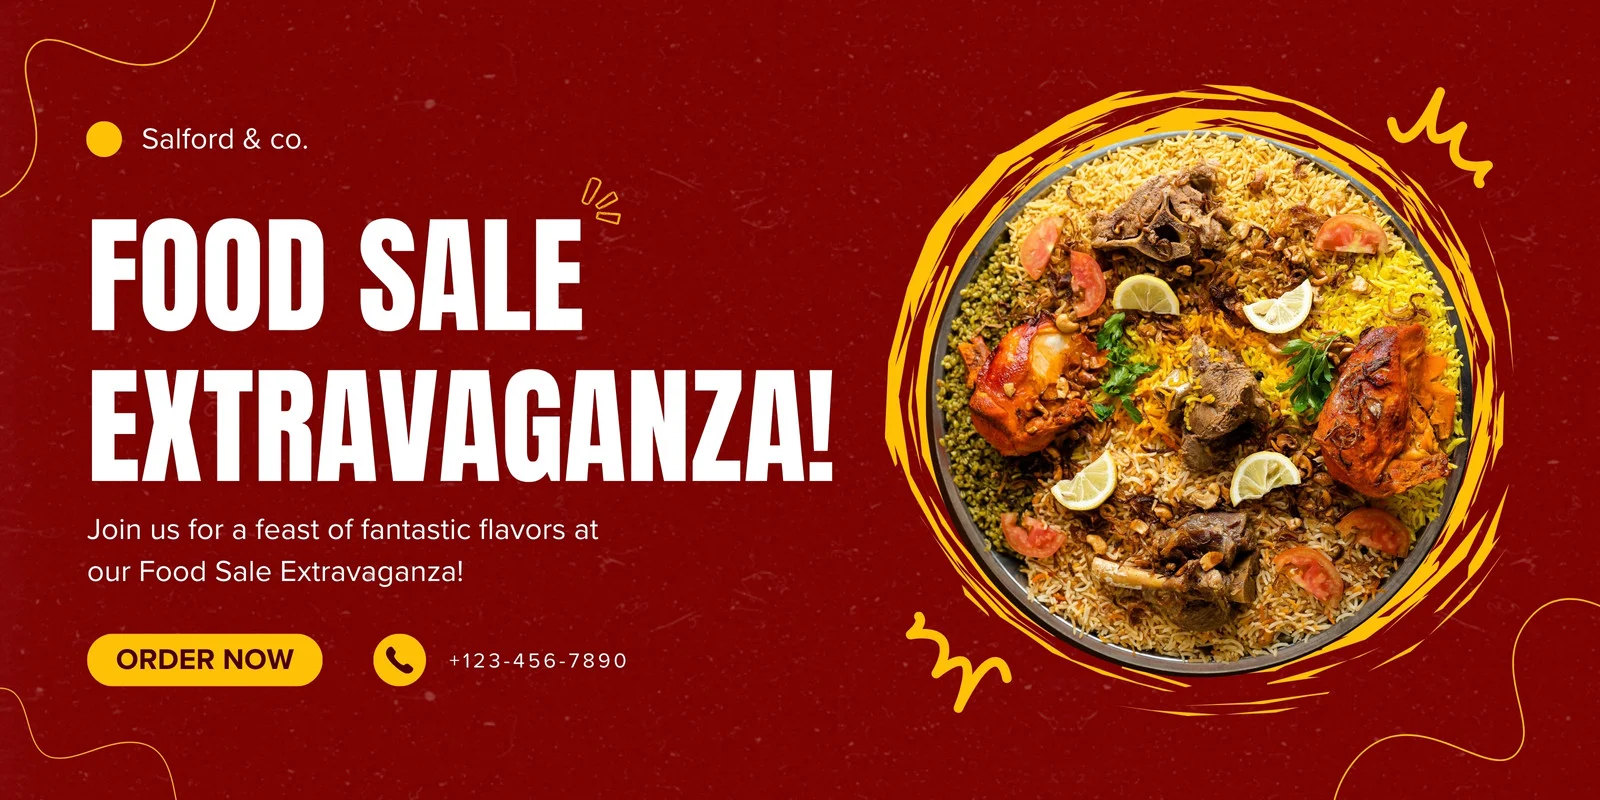 Salford & co.
FOOD SALE
EXTRAVAGANZA!
Join us for a feast of fantastic flavors at
our Food Sale Extravaganza!
ORDER NOW
+123-456-7890